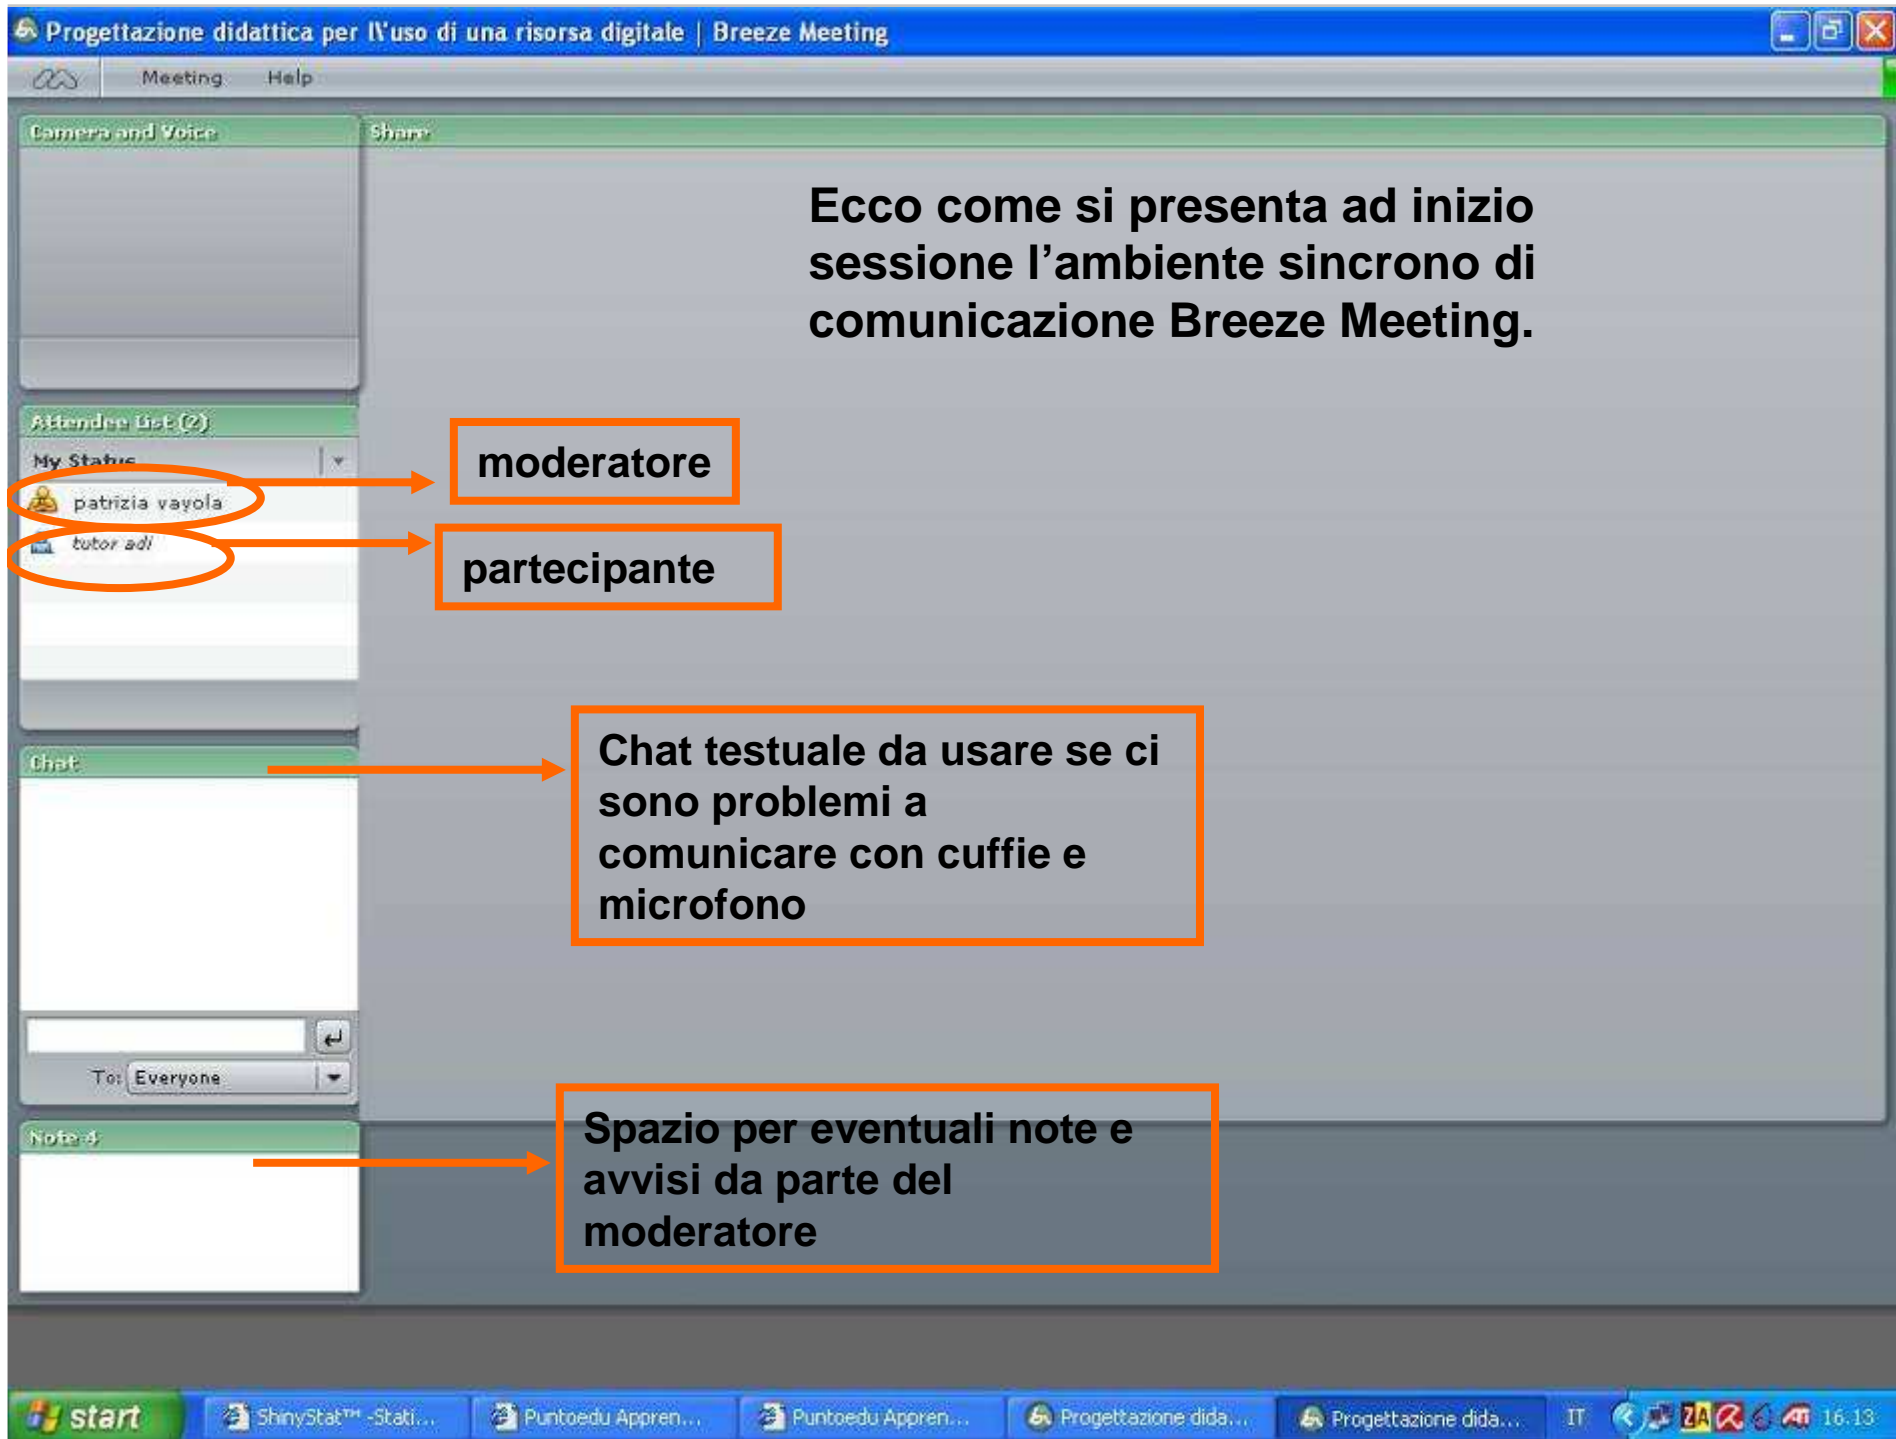 Progettazione didattica per l\'uso di una risorsa digitale | Breeze Meeting
Meeting Help
Camera and Voice
Share
Ecco come si presenta ad inizio
sessione l’ambiente sincrono di
comunicazione Breeze Meeting.
Attendee List (2)
My Status
patrizia vayola
tutor adi
moderatore
partecipante
Chat
Chat testuale da usare se ci
sono problemi a
comunicare con cuffie e
microfono
To: Everyone
Note 4
Spazio per eventuali note e
avvisi da parte del
moderatore
start
ShinyStat™ -Stati...
Puntoedu Appren...
Puntoedu Appren...
Progettazione dida...
Progettazione dida...
IT
ZA
ATI
16.13